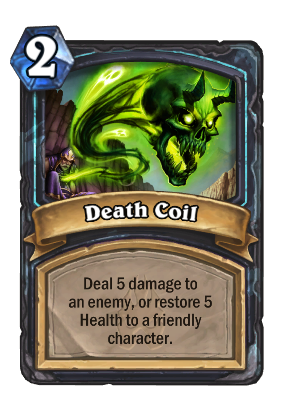 2
Death Coil
Deal 5 damage to
an enemy, or restore 5
Health to a friendly
character.